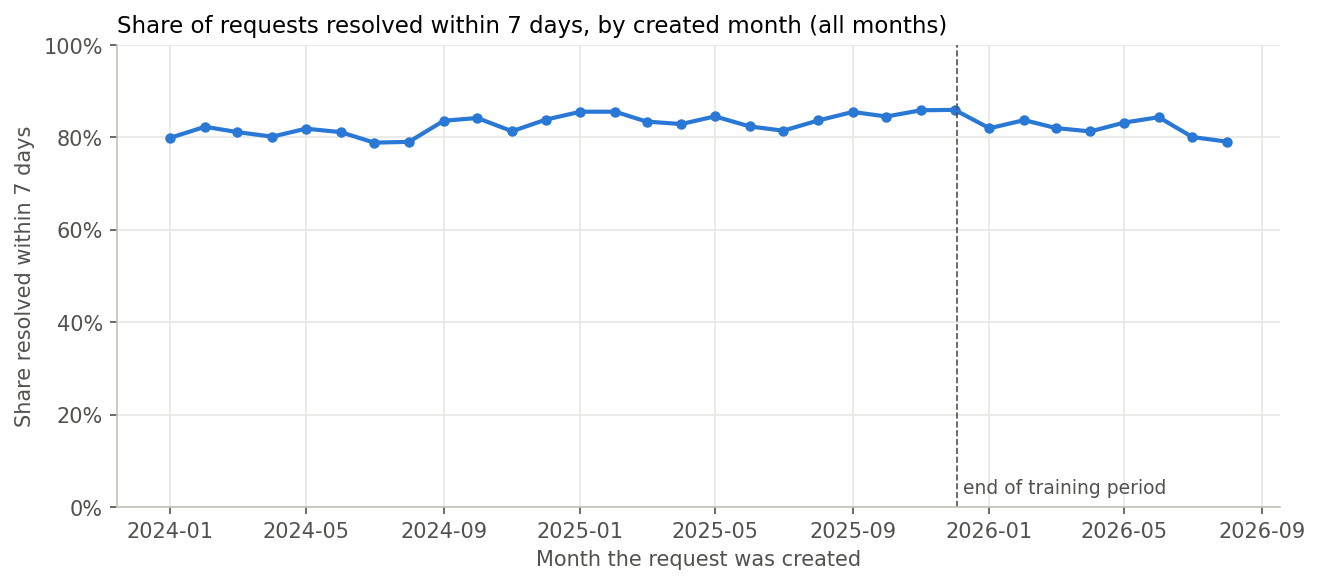 Share of requests resolved within 7 days, by created month (all months)
100%
80%
60%
40%
20%
0%
Share resolved within 7 days
end of training period
2024-01 2024-05 2024-09 2025-01 2025-05 2025-09 2026-01 2026-05 2026-09
Month the request was created